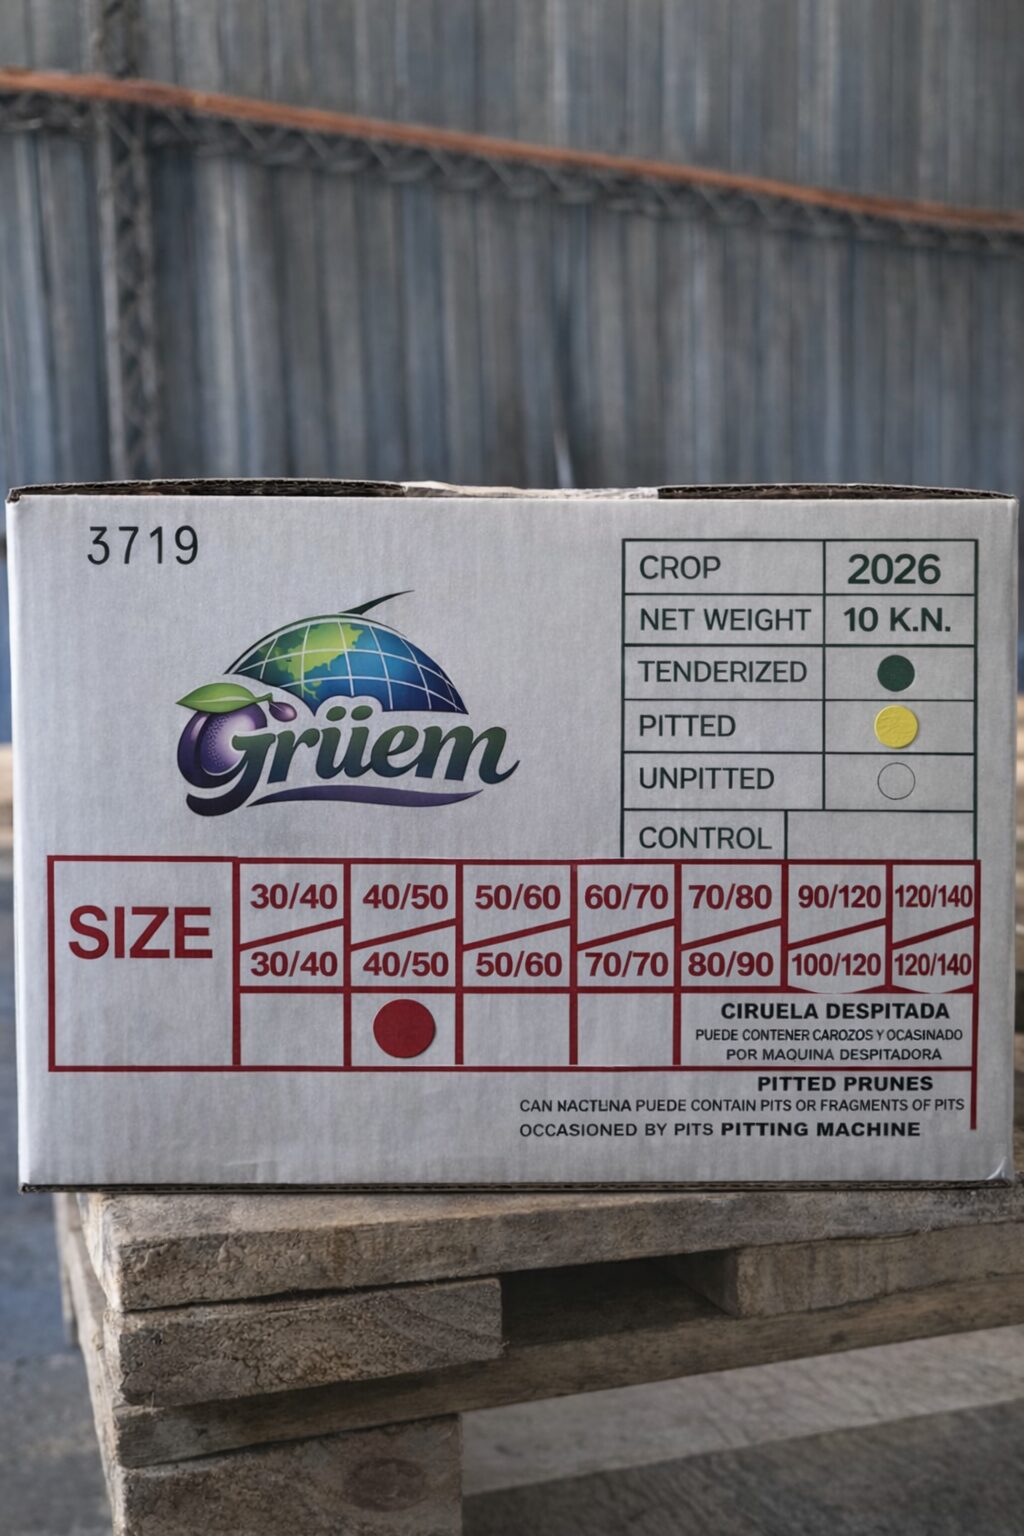 3719
Grüem
CROP 2026
NET WEIGHT 10 K.N.
TENDERIZED
PITTED
UNPITTED
CONTROL
SIZE
30/40 40/50 50/60 60/70 70/80 90/120 120/140
30/40 40/50 50/60 70/70 80/90 100/120 120/140
CIRUELA DESPITADA
PUEDE CONTENER CAROZOS Y OCASINADO
POR MAQUINA DESPITADORA
PITTED PRUNES
CAN PUEDE CONTAIN PITS OR FRAGMENTS OF PITS
OCCASIONED BY PITS PITTING MACHINE